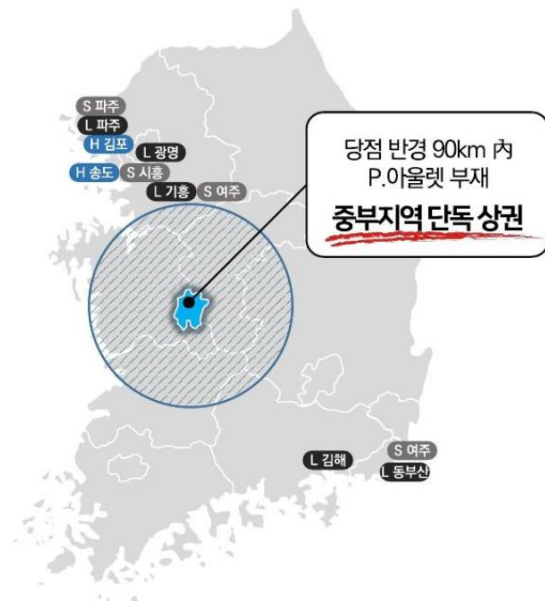 S 파주
L 파주
H 김포
L 광명
H 송도 S 시흥
L 기흥 S 여주
당점 반경 90km 內
P.아울렛 부재
중부지역 단독 상권
L 김해
S 여주
L 동부산